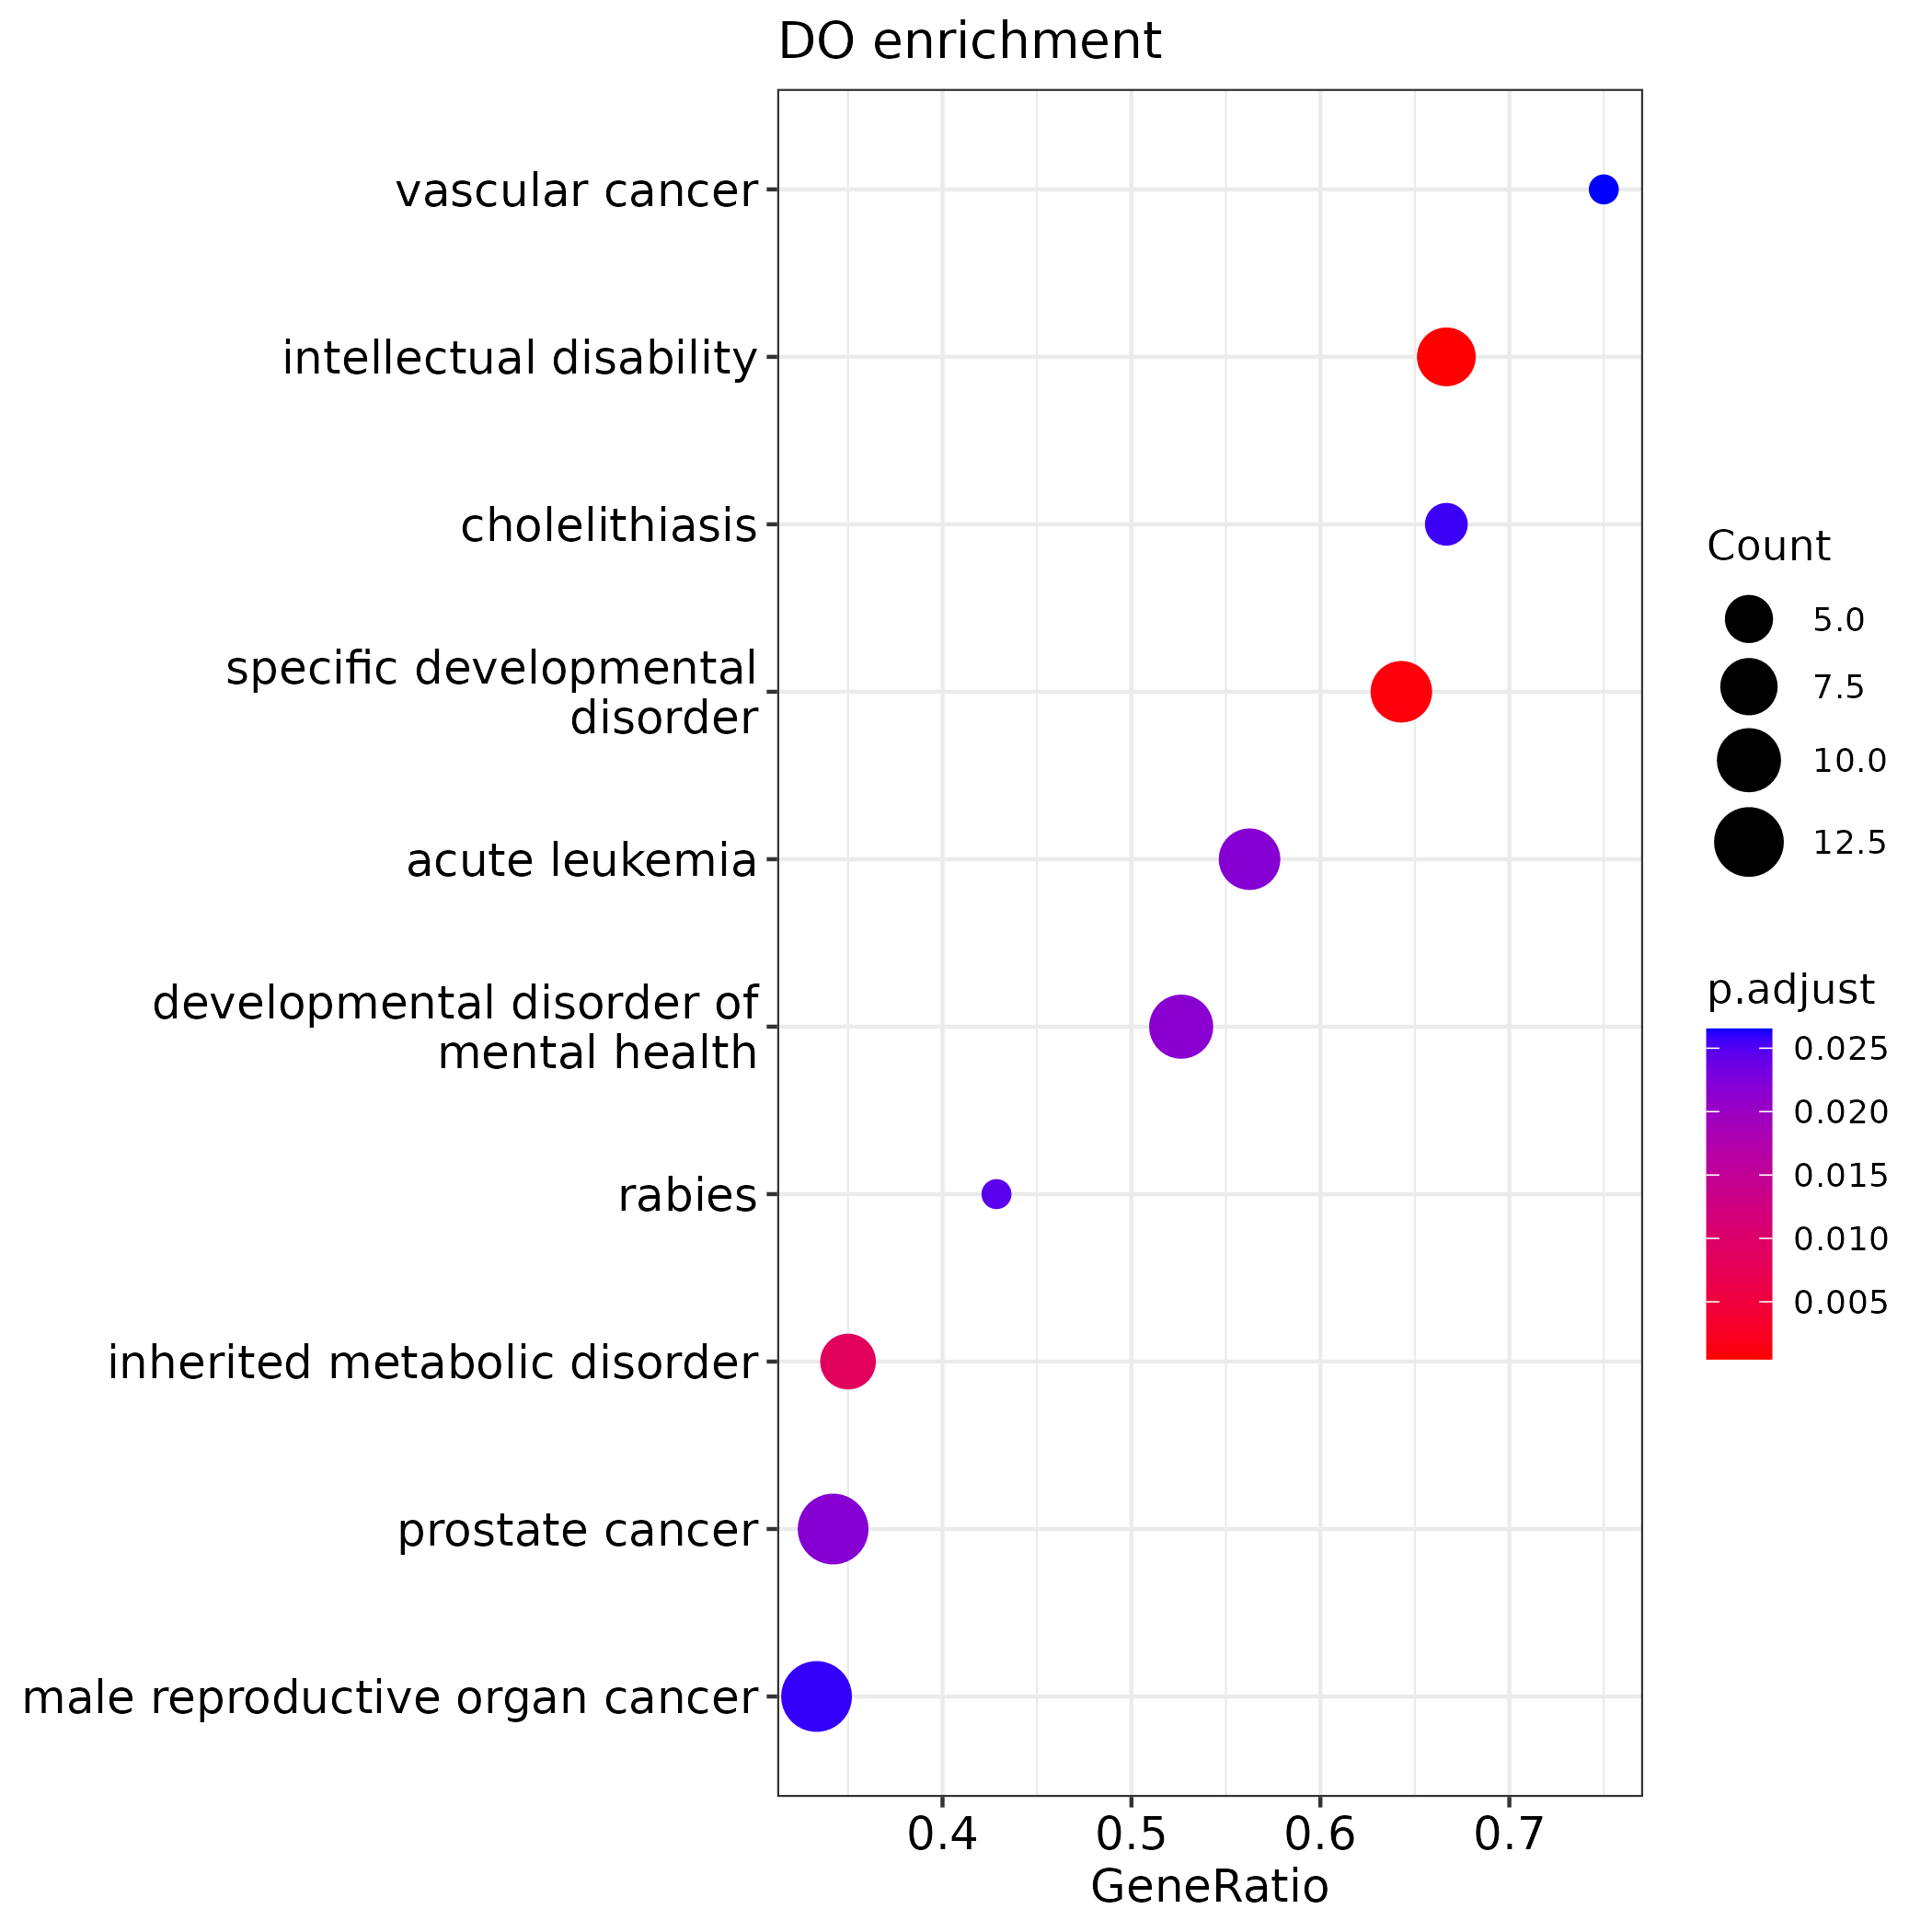 DO enrichment
vascular cancer
intellectual disability
cholelithiasis
specific developmental
disorder
acute leukemia
developmental disorder of
mental health
rabies
inherited metabolic disorder
prostate cancer
male reproductive organ cancer
0.4
0.5
0.6
0.7
GeneRatio
Count
5.0
7.5
10.0
12.5
p.adjust
0.025
0.020
0.015
0.010
0.005